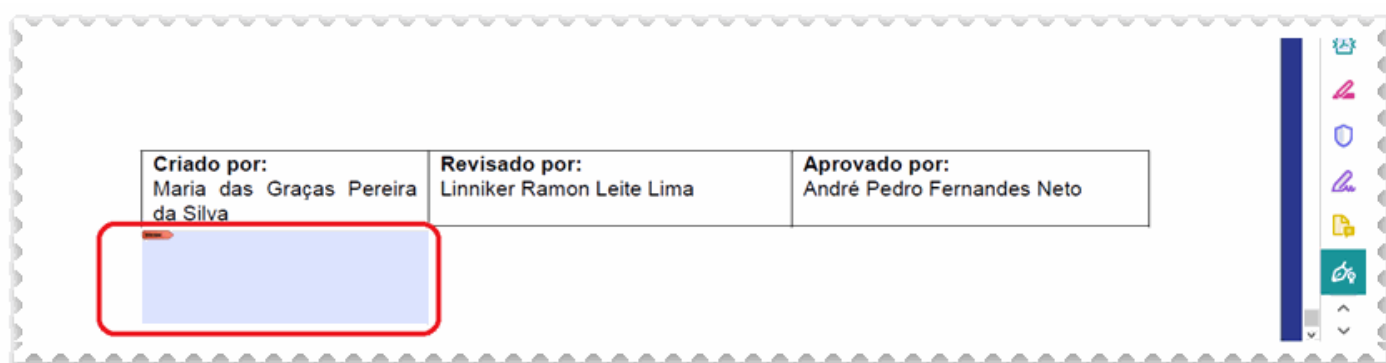 Criado por:
Maria das Graças Pereira
da Silva
Revisado por:
Linniker Ramon Leite Lima
Aprovado por:
André Pedro Fernandes Neto